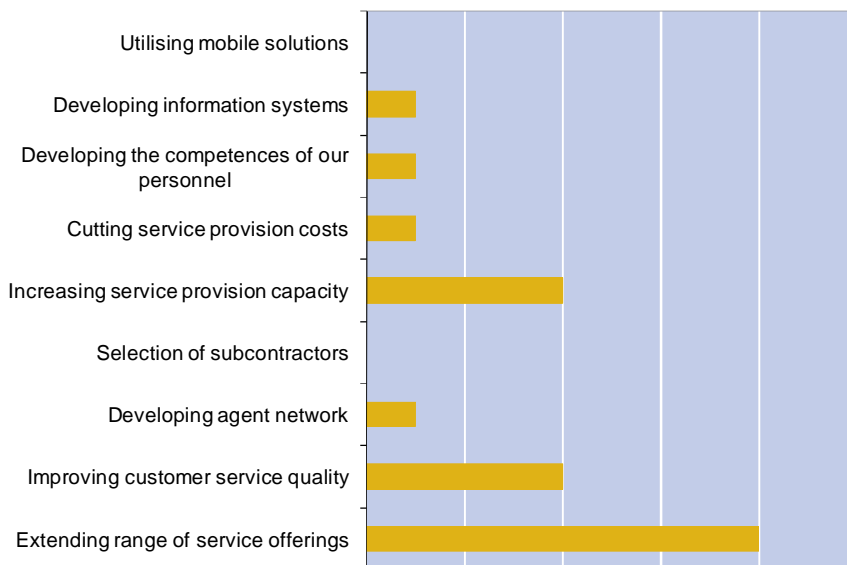 Utilising mobile solutions
Developing information systems
Developing the competences of our
personnel
Cutting service provision costs
Increasing service provision capacity
Selection of subcontractors
Developing agent network
Improving customer service quality
Extending range of service offerings